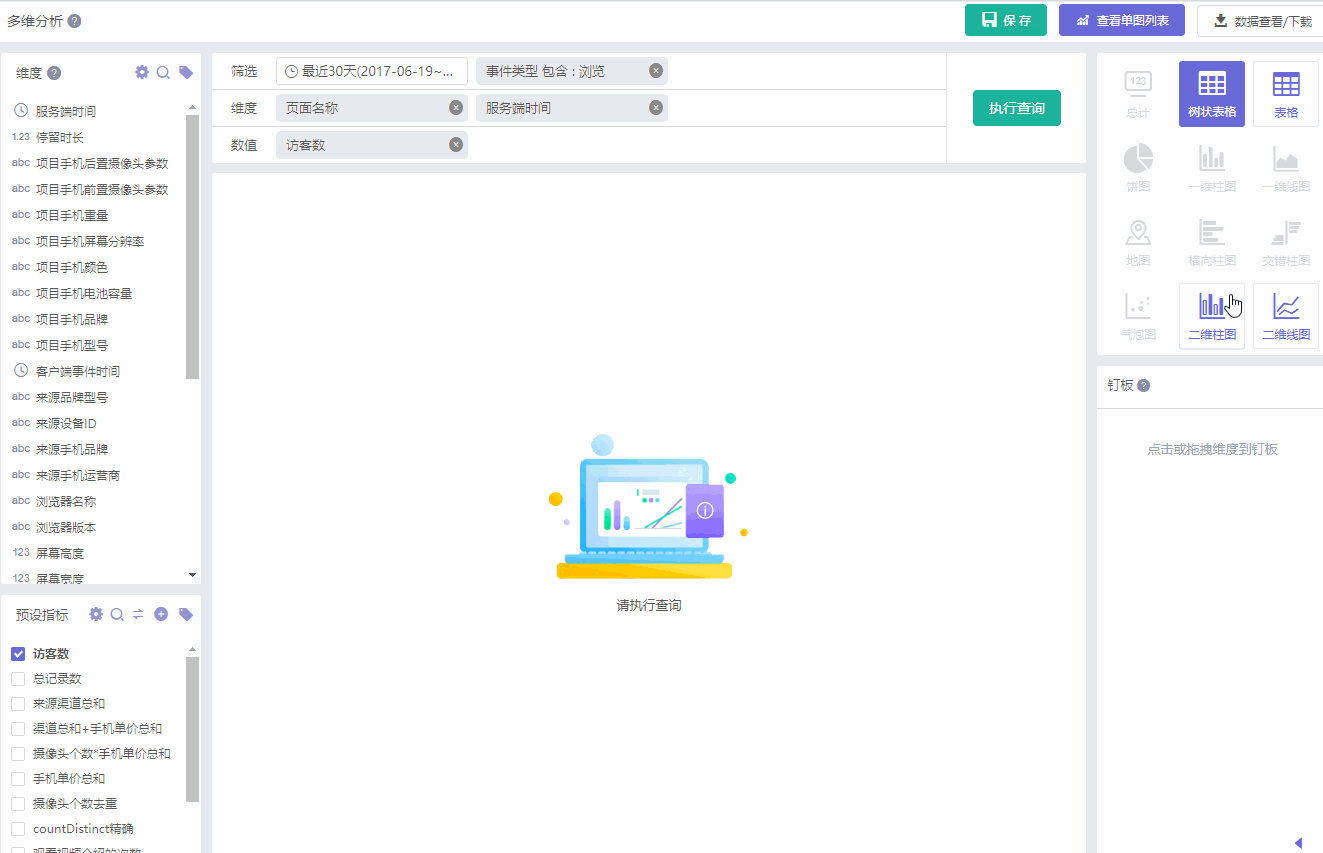 多维分析 ?
保存
查看单图列表
数据查看/下载
维度 ?
服务端时间
1.23 停留时长
abc 项目手机后置摄像头参数
abc 项目手机前置摄像头参数
abc 项目手机重量
abc 项目手机屏幕分辨率
abc 项目手机颜色
abc 项目手机电池容量
abc 项目手机品牌
abc 项目手机型号
客户端事件时间
abc 来源品牌型号
abc 来源设备ID
abc 来源手机品牌
abc 来源手机运营商
abc 浏览器名称
abc 浏览器版本
123 屏幕高度
123 屏幕宽度
预设指标
访客数
总记录数
来源渠道总和
渠道总和+手机单价总和
摄像头个数*手机单价总和
手机单价总和
摄像头个数去重
countDistinct精确
观看视频介绍的次数
筛选 最近30天(2017-06-19~... 事件类型 包含 : 浏览
维度 页面名称 服务端时间
数值 访客数
执行查询
请执行查询
123
总计 树状表格 表格
饼图 一维柱图 一维线图
地图 横向柱图 交错柱图
气泡图 二维柱图 二维线图
钉板 ?
点击或拖拽维度到钉板